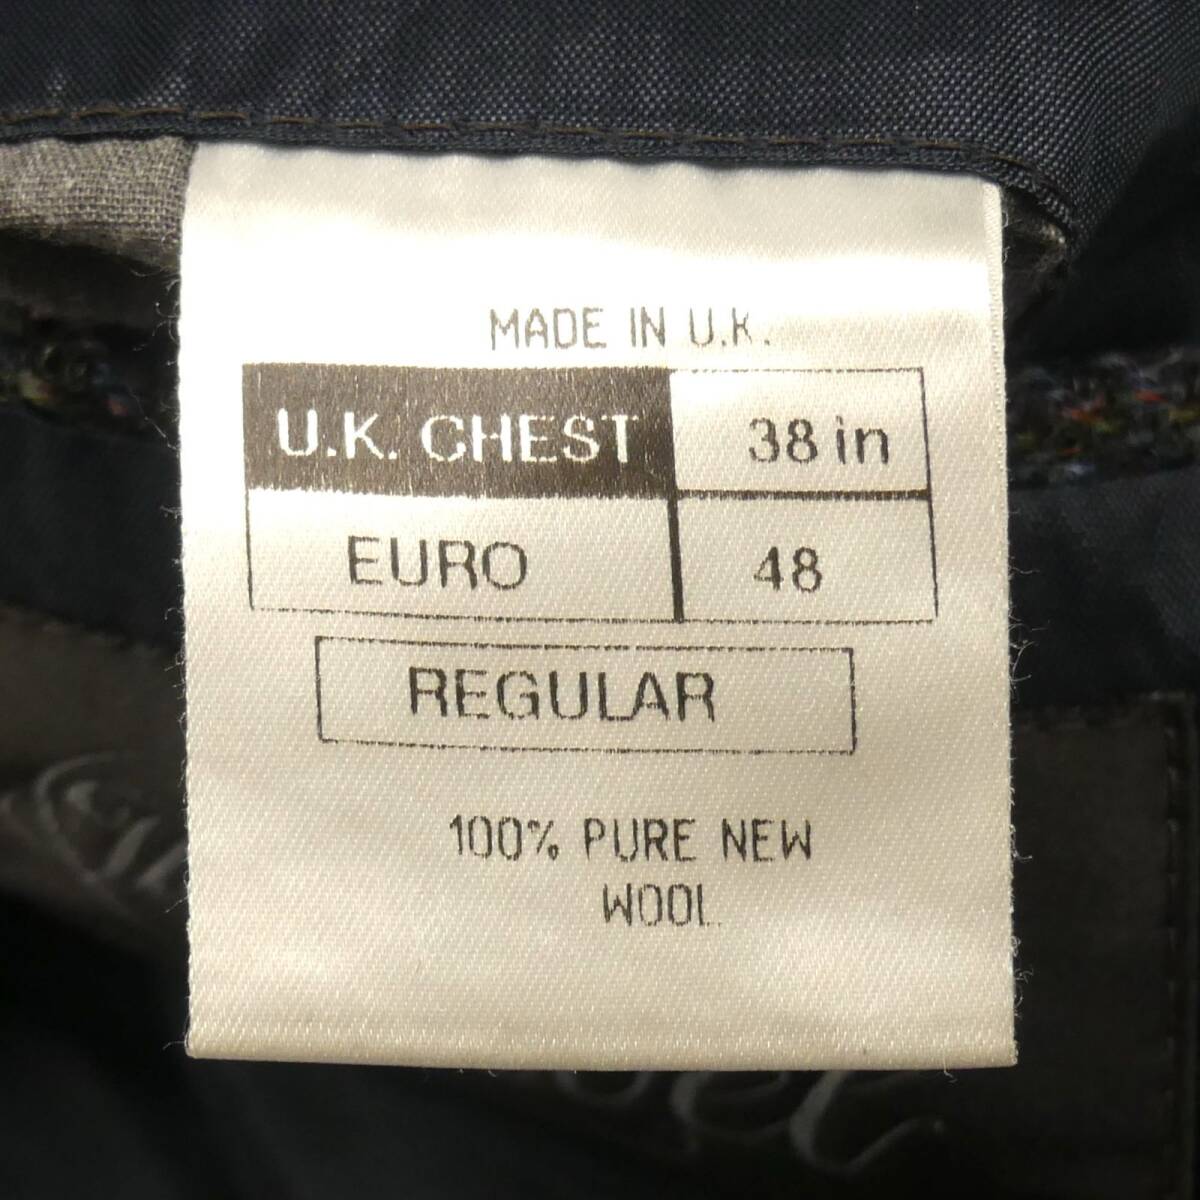 MADE IN U.K.
U.K. CHEST 38 in
EURO 48
REGULAR
100% PURE NEW
WOOL